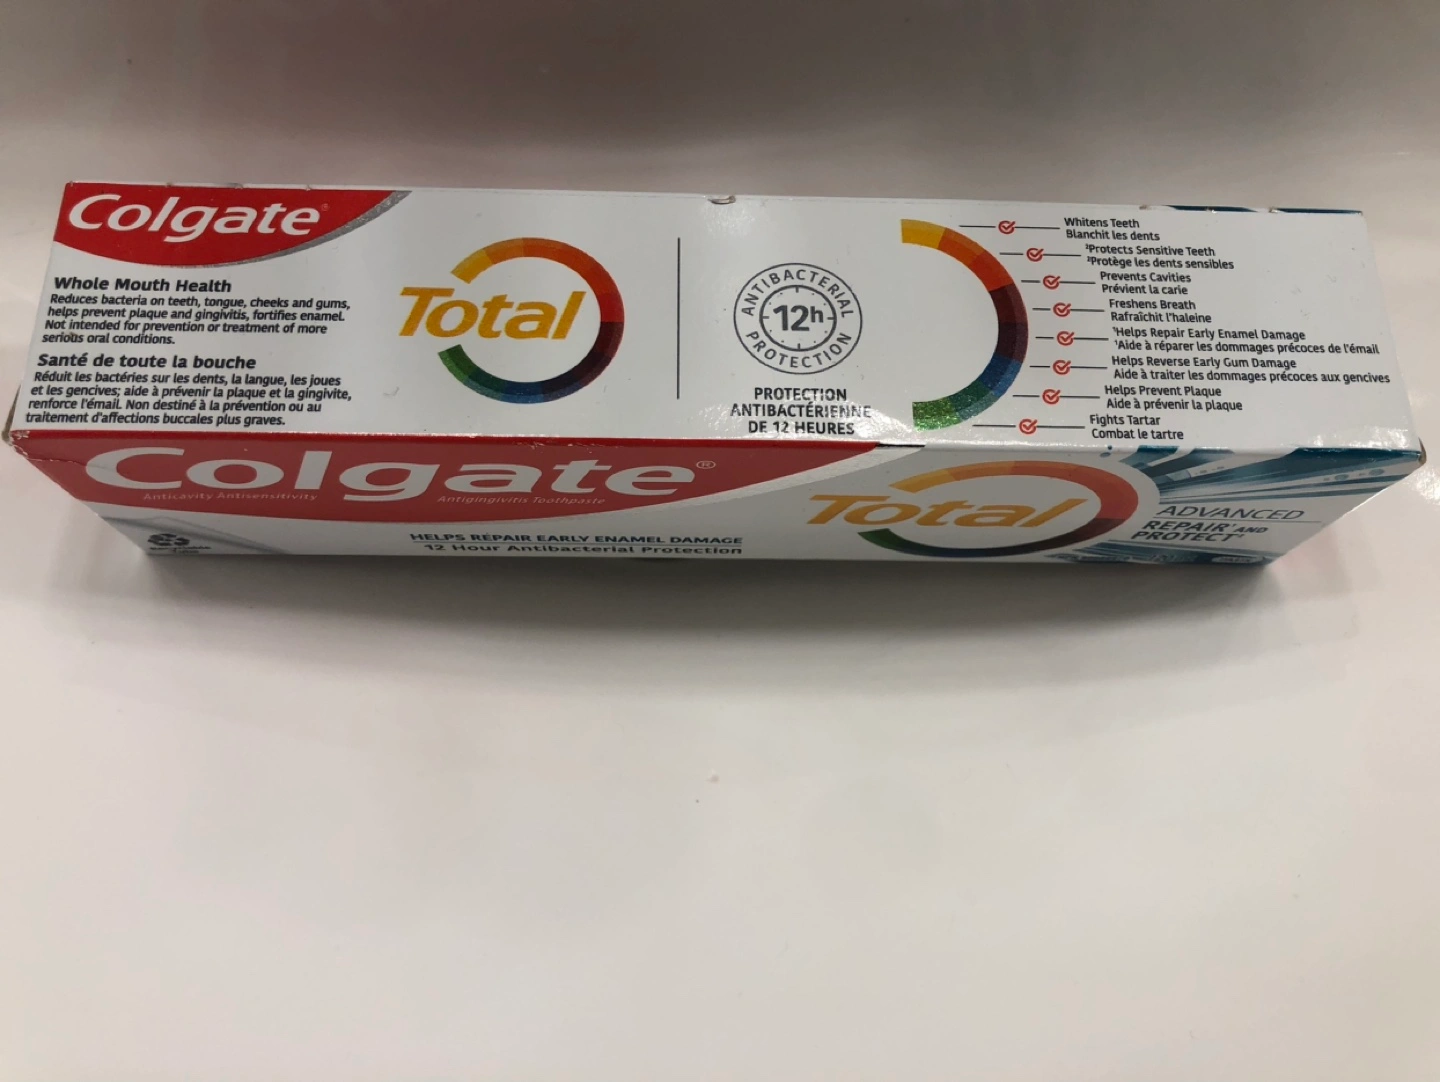 Colgate®
Whole Mouth Health
Reduces bacteria on teeth, tongue, cheeks and gums,
helps prevent plaque and gingivitis, fortifies enamel.
Not intended for prevention or treatment of more
serious oral conditions.
Santé de toute la bouche
Réduit les bactéries sur les dents, la langue, les joues
et les gencives; aide à prévenir la plaque et la gingivite,
renforce l'émail. Non destiné à la prévention ou au
traitement d'affections buccales plus graves.
Total
ANTIBACTERIAL
12h
PROTECTION
PROTECTION
ANTIBACTÉRIENNE
DE 12 HEURES
Whitens Teeth
Blanchit les dents
²Protects Sensitive Teeth
²Protège les dents sensibles
Prevents Cavities
Prévient la carie
Freshens Breath
Rafraîchit l'haleine
¹Helps Repair Early Enamel Damage
¹Aide à réparer les dommages précoces de l'émail
Helps Reverse Early Gum Damage
Aide à traiter les dommages précoces aux gencives
Helps Prevent Plaque
Aide à prévenir la plaque
Fights Tartar
Combat le tartre
Colgate®
Anticavity Antisensitivity
Antigingivitis Toothpaste
HELPS REPAIR EARLY ENAMEL DAMAGE
12 Hour Antibacterial Protection
Total
ADVANCED
REPAIR¹ AND
PROTECT²